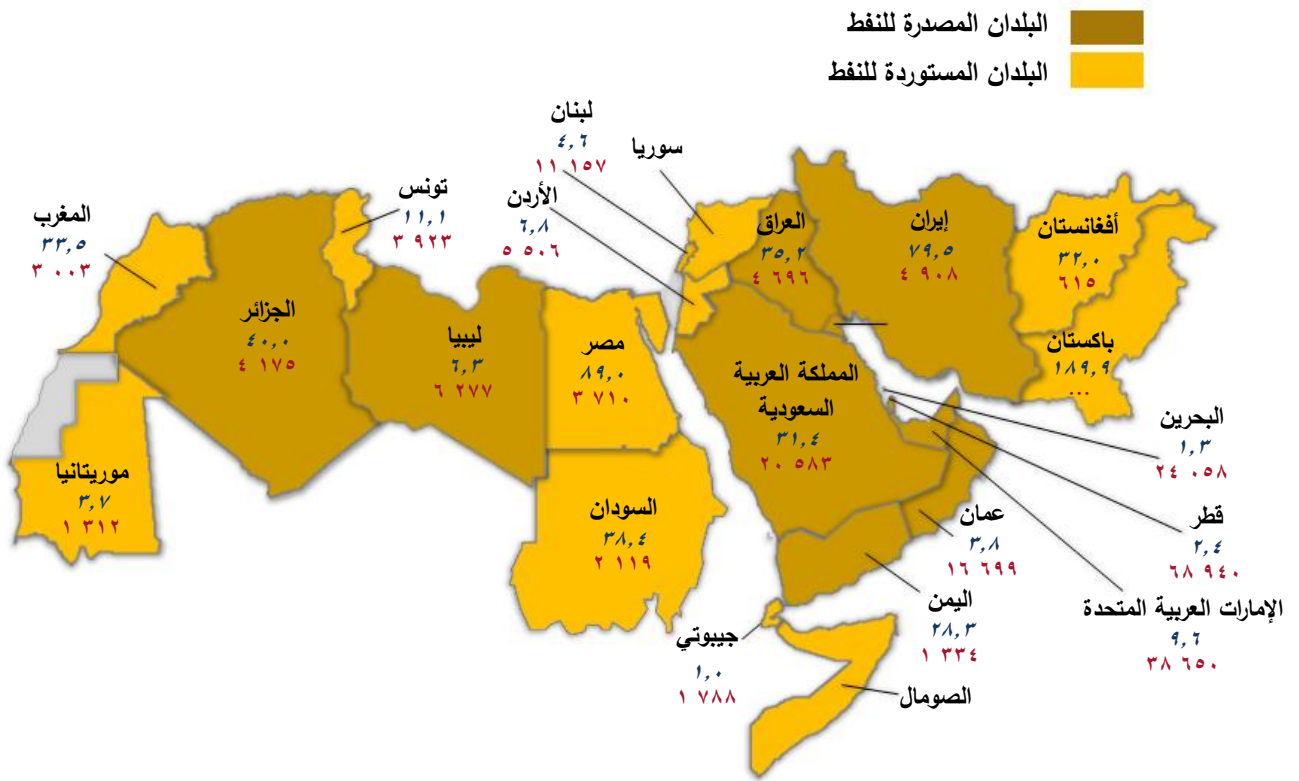 البلدان المصدرة للنفط
البلدان المستوردة للنفط
لبنان
٤,٦
١١ ١٥٧
سوريا
الأردن
٦,٨
٥ ٥٠٦
تونس
١١,١
٣ ٩٢٣
المغرب
٣٣,٥
٣ ٠٠٣
العراق
٣٥,٢
٤ ٦٩٦
إيران
٧٩,٥
٤ ٩٠٨
أفغانستان
٣٢,٠
٦١٥
باكستان
١٨٩,٩
...
الجزائر
٤٠,٠
٤ ١٧٥
ليبيا
٦,٣
٦ ٢٧٧
مصر
٨٩,٠
٣ ٧١٠
المملكة العربية
السعودية
٣١,٤
٢٠ ٥٨٣
البحرين
١,٣
٢٤ ٠٥٨
موريتانيا
٣,٧
١ ٣١٢
السودان
٣٨,٤
٢ ١١٩
عمان
٣,٨
١٦ ٦٩٩
قطر
٢,٤
٦٨ ٩٤٠
اليمن
٢٨,٣
١ ٣٣٤
الإمارات العربية المتحدة
٩,٦
٣٨ ٦٥٠
جيبوتي
١,٠
١ ٧٨٨
الصومال